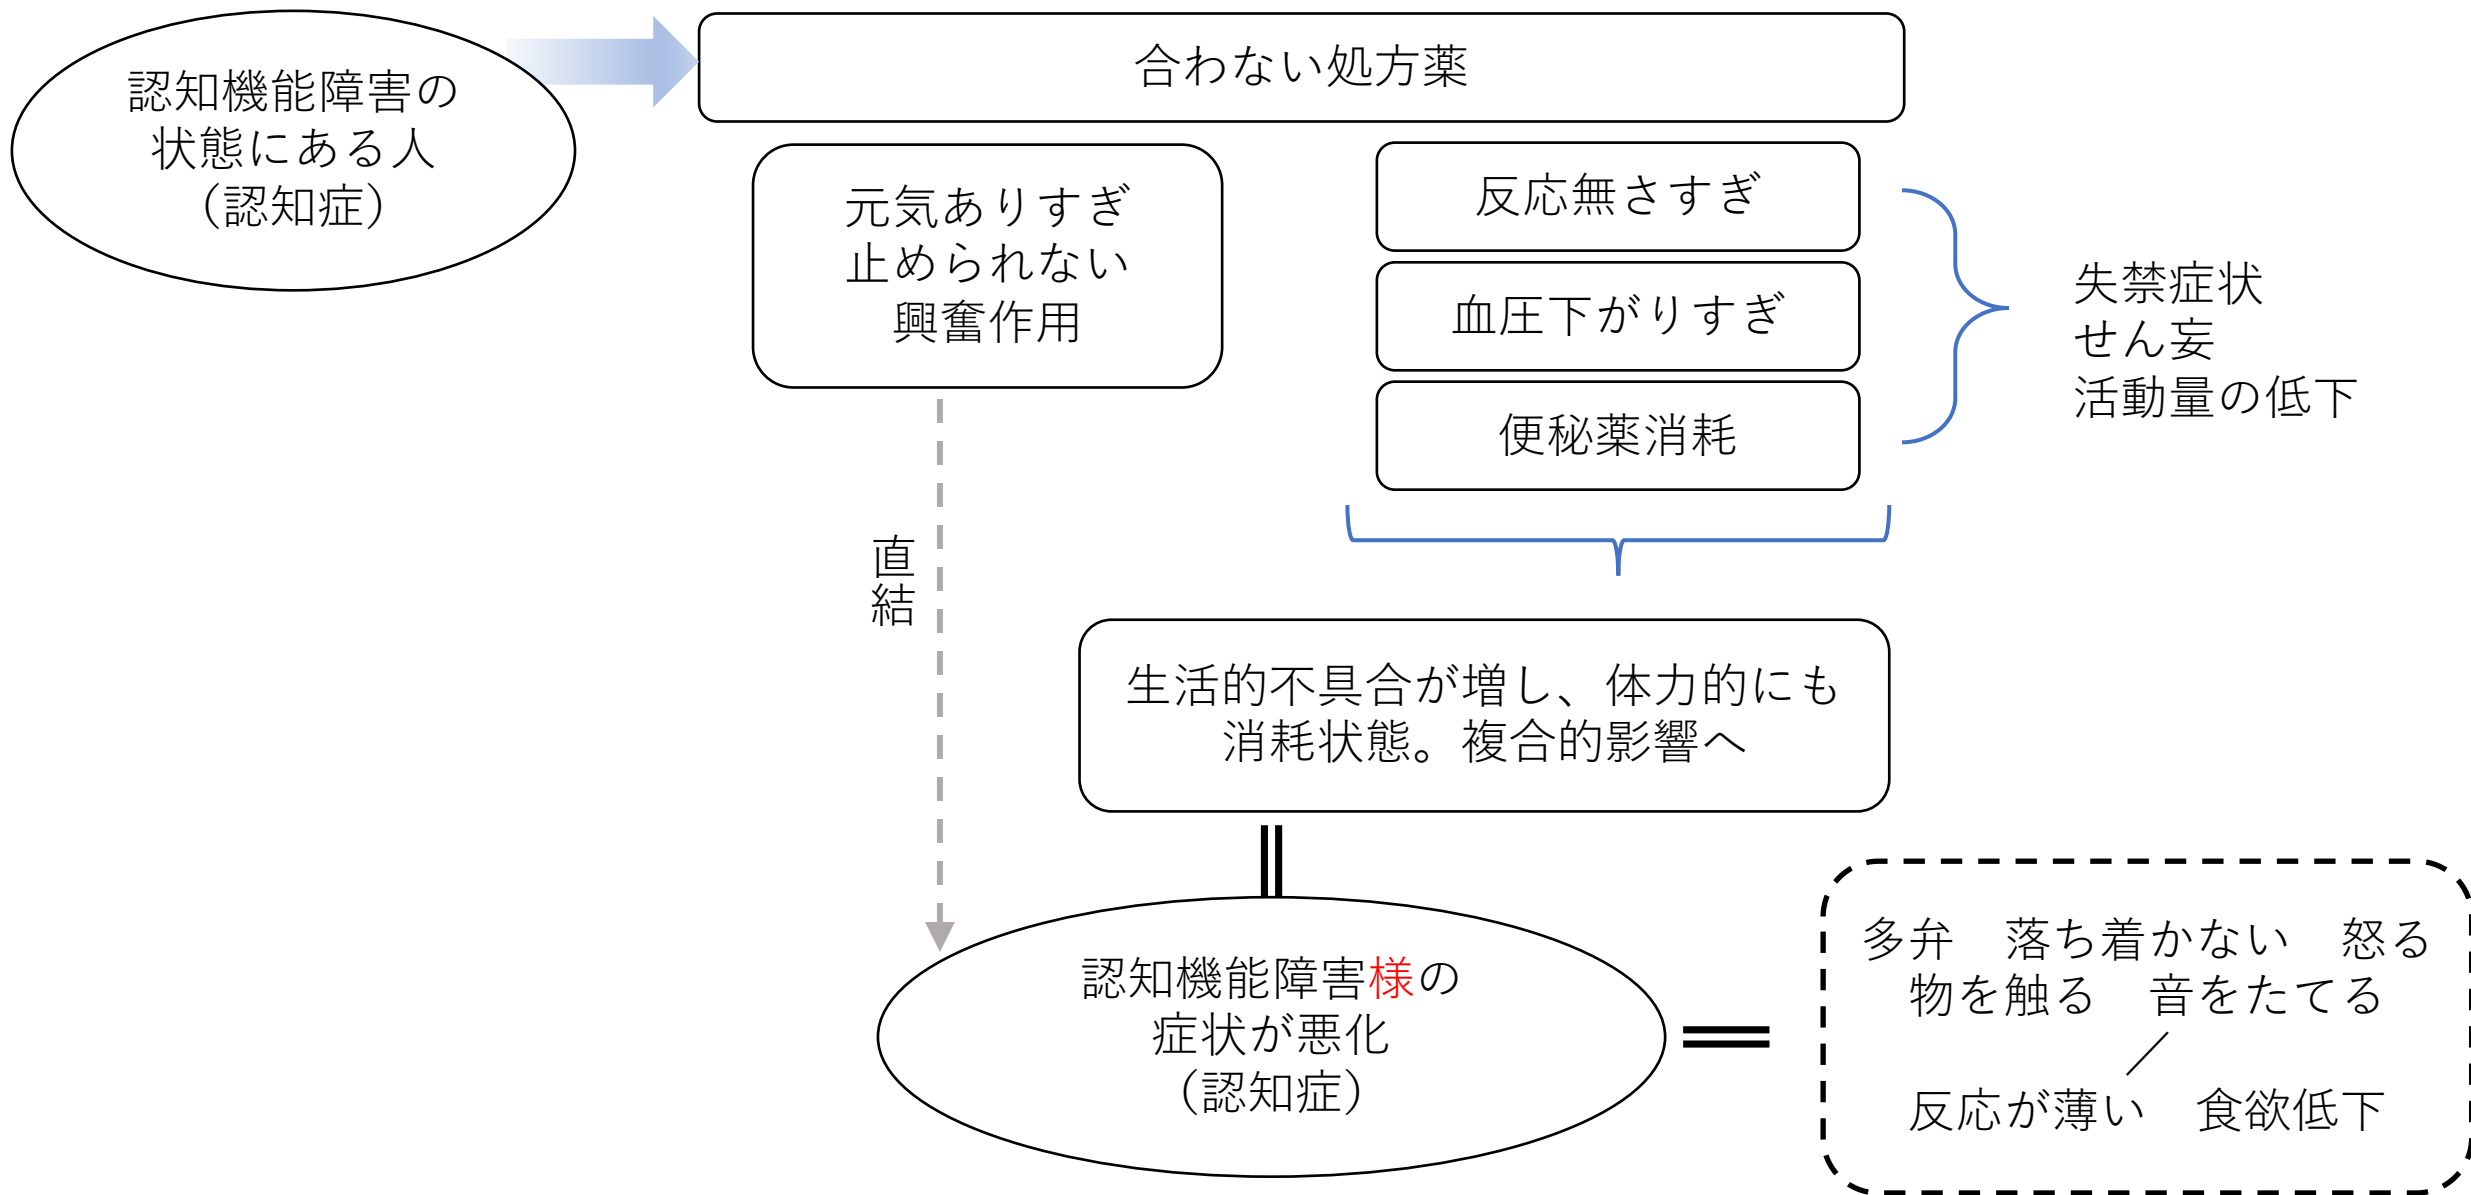 認知機能障害の
状態にある人
（認知症）
合わない処方薬
元気ありすぎ
止められない
興奮作用
反応無さすぎ
血圧下がりすぎ
便秘薬消耗
失禁症状
せん妄
活動量の低下
直結
生活的不具合が増し、体力的にも
消耗状態。複合的影響へ
認知機能障害様の
症状が悪化
（認知症）
多弁　落ち着かない　怒る
物を触る　音をたてる
／
反応が薄い　食欲低下